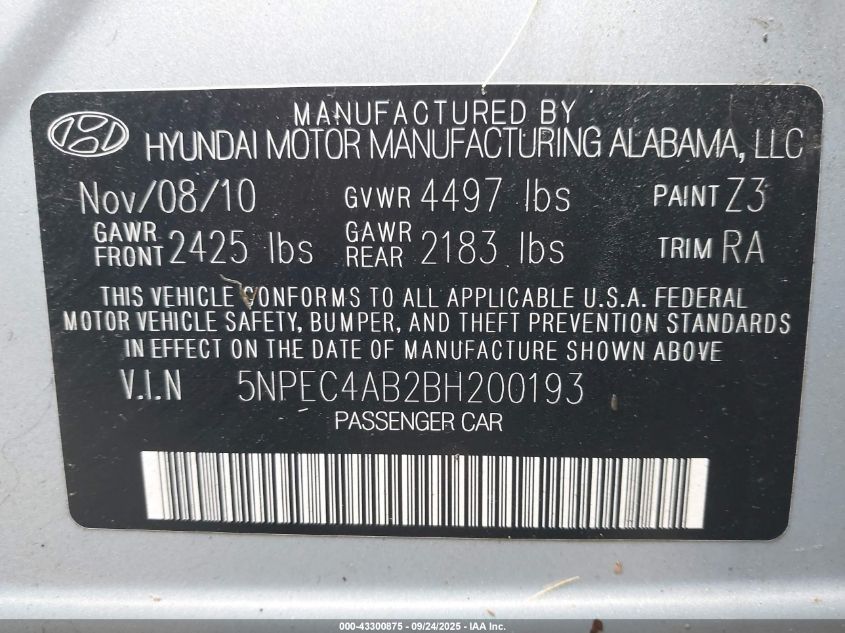 MANUFACTURED BY
HYUNDAI MOTOR MANUFACTURING ALABAMA, LLC
Nov/08/10 GVWR 4497 lbs PAINT Z3
GAWR FRONT 2425 lbs GAWR REAR 2183 lbs TRIM RA
THIS VEHICLE CONFORMS TO ALL APPLICABLE U.S.A. FEDERAL
MOTOR VEHICLE SAFETY, BUMPER, AND THEFT PREVENTION STANDARDS
IN EFFECT ON THE DATE OF MANUFACTURE SHOWN ABOVE
V.I.N 5NPEC4AB2BH200193
PASSENGER CAR
000-43300875 - 09/24/2025 - IAA Inc.